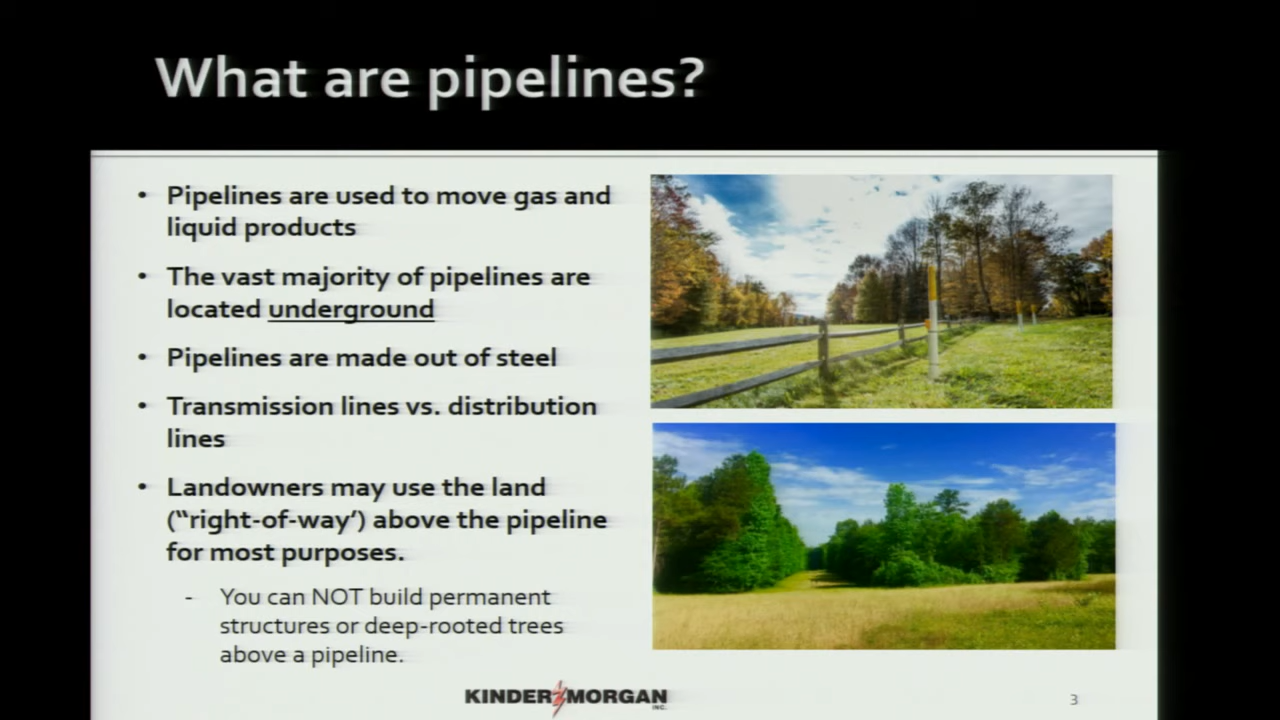 What are pipelines?
• Pipelines are used to move gas and
liquid products
• The vast majority of pipelines are
located underground
• Pipelines are made out of steel
• Transmission lines vs. distribution
lines
• Landowners may use the land
(“right-of-way’) above the pipeline
for most purposes.
- You can NOT build permanent
structures or deep-rooted trees
above a pipeline.
KINDER MORGAN
INC.
3